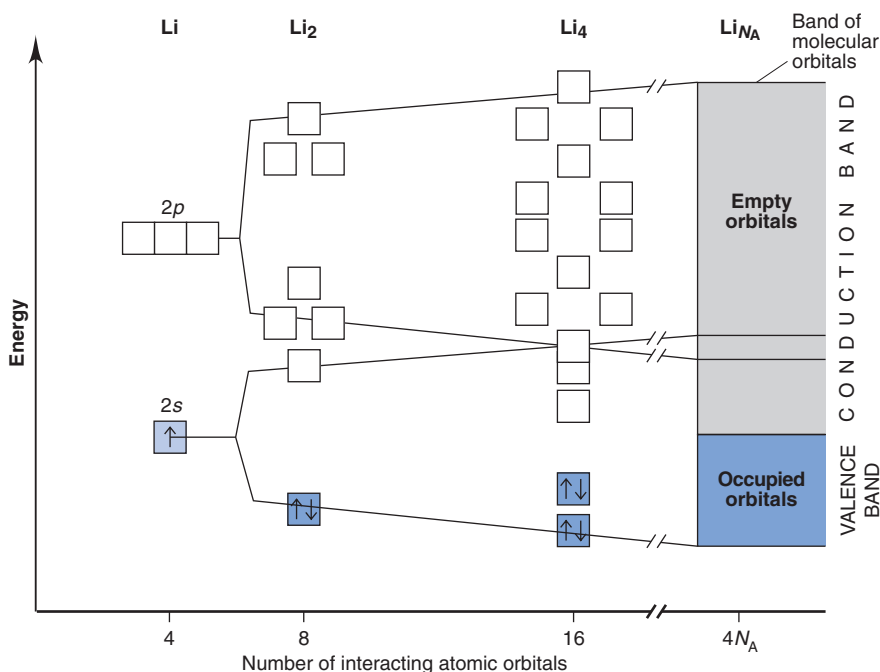 Li
Li2
Li4
LiNA
Band of
molecular
orbitals
Energy
2p
2s
Empty
orbitals
Occupied
orbitals
CONDUCTION BAND
VALENCE
BAND
4
8
16
4NA
Number of interacting atomic orbitals